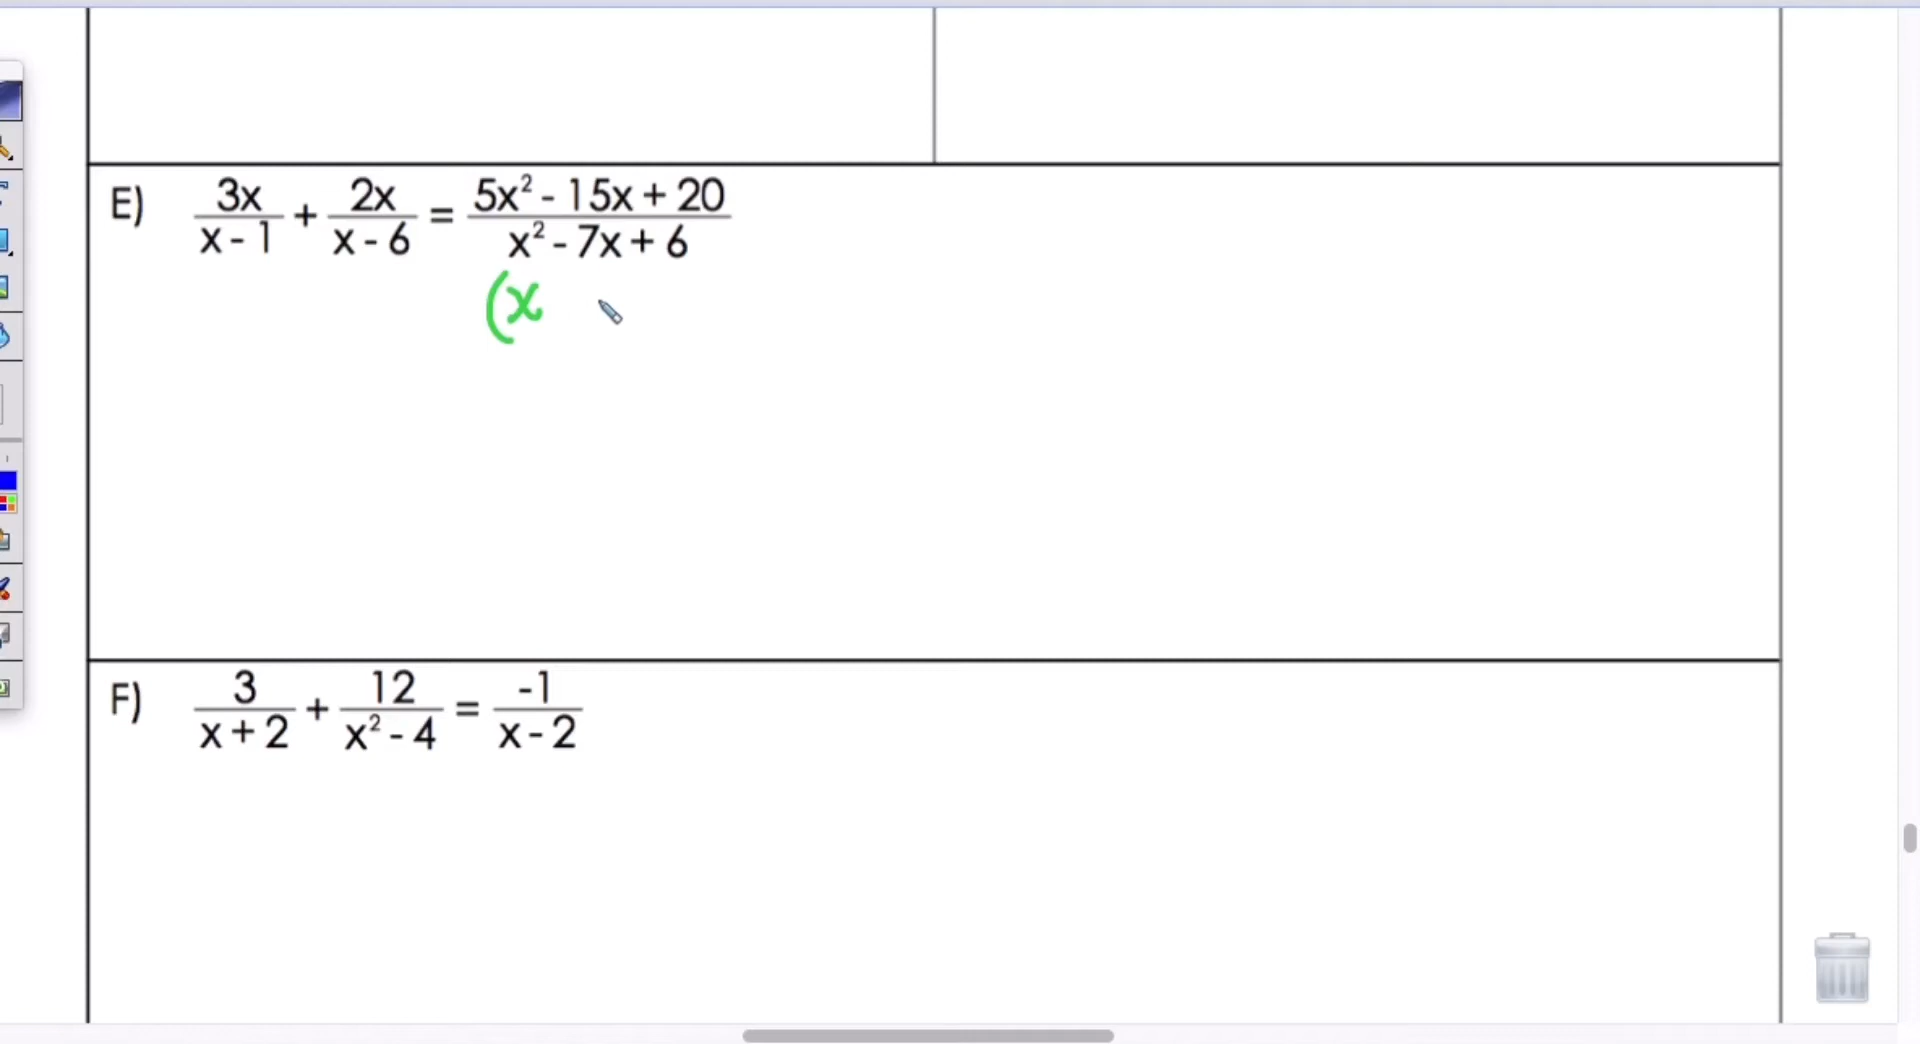 E) 3x/(x - 1) + 2x/(x - 6) = (5x² - 15x + 20)/(x² - 7x + 6)
(x
F) 3/(x + 2) + 12/(x² - 4) = -1/(x - 2)